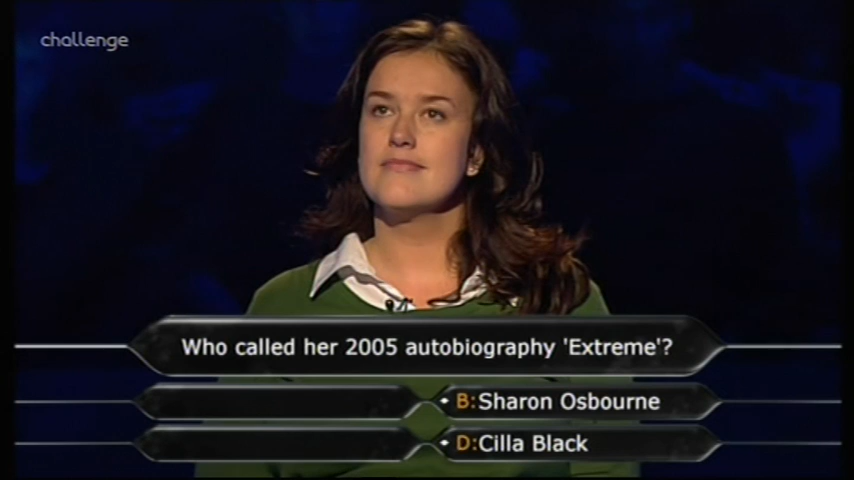 challenge
Who called her 2005 autobiography 'Extreme'?
B:Sharon Osbourne
D:Cilla Black